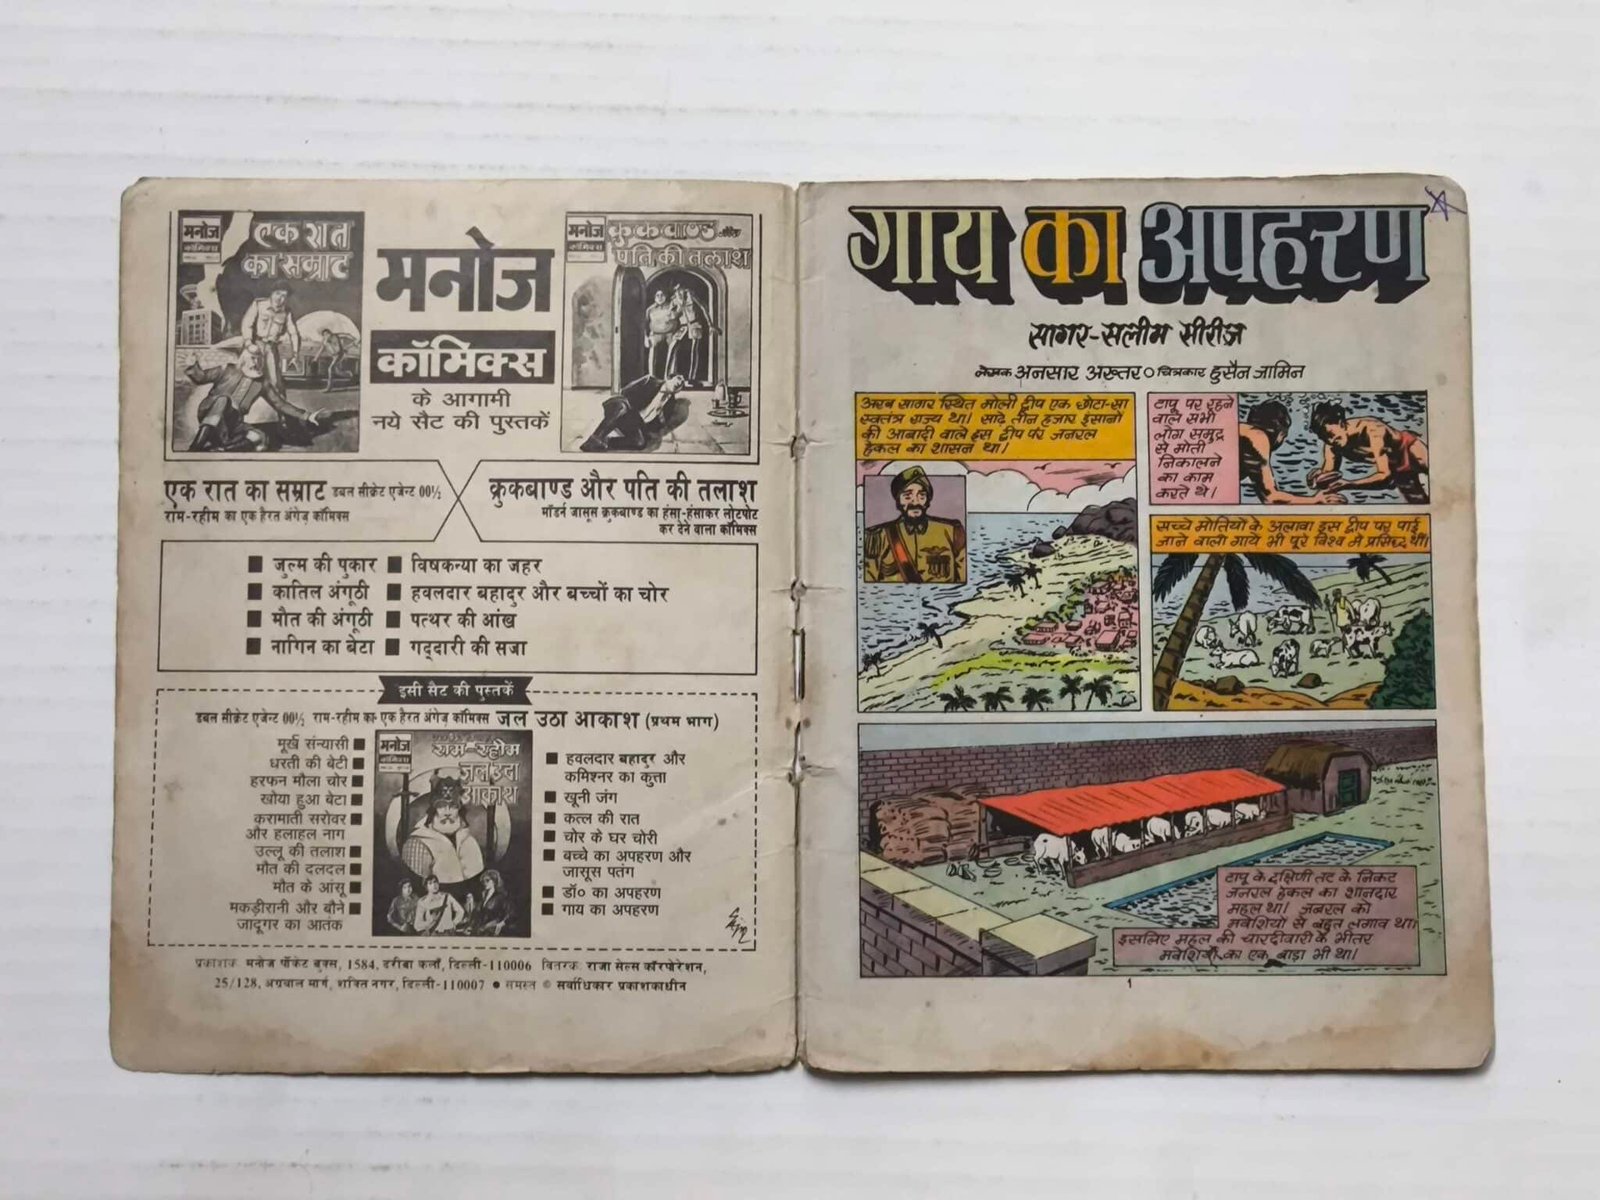 मनोज
कॉमिक्स
एक रात
का सम्राट
मनोज
कॉमिक्स
के आगामी
नये सैट की पुस्तकें
मनोज
कॉमिक्स
क्रुकबाण्ड और
पति की तलाश
एक रात का सम्राट डबल सीक्रेट एजेन्ट 00½
राम-रहीम का एक हैरत अंगेज़ कॉमिक्स
क्रुकबाण्ड और पति की तलाश
मॉडर्न जासूस क्रुकबाण्ड का हंसा-हंसाकर लोटपोट
कर देने वाला कॉमिक्स
■ जुल्म की पुकार ■ विषकन्या का जहर
■ कातिल अंगूठी ■ हवलदार बहादुर और बच्चों का चोर
■ मौत की अंगूठी ■ पत्थर की आंख
■ नागिन का बेटा ■ गद्दारी की सजा
इसी सैट की पुस्तकें
डबल सीक्रेट एजेन्ट 00½ राम-रहीम का एक हैरत अंगेज़ कॉमिक्स जल उठा आकाश (प्रथम भाग)
मूर्ख संन्यासी ■
धरती की बेटी ■
हरफन मौला चोर ■
खोया हुआ बेटा ■
करामाती सरोवर ■
और हलाहल नाग
उल्लू की तलाश ■
मौत की दलदल ■
मौत के आंसू ■
मकड़ीरानी और बौने ■
जादूगर का आतंक
मनोज
कॉमिक्स
राम-रहीम
जल उठा
आकाश
■ हवलदार बहादुर और
कमिश्नर का कुत्ता
■ खूनी जंग
■ कत्ल की रात
■ चोर के घर चोरी
■ बच्चे का अपहरण और
जासूस पतंग
■ डॉ० का अपहरण
■ गाय का अपहरण
प्रकाशक मनोज पॉकेट बुक्स, 1584, दरीबा कलाँ, दिल्ली-110006 वितरक राजा सेल्स कॉरपोरेशन,
25/128, अग्रवाल मार्ग, शक्ति नगर, दिल्ली-110007 ● समस्त © सर्वाधिकार प्रकाशकाधीन
गाय का अपहरण
सागर-सलीम सीरीज
लेखक अनसार अख्तर ○ चित्रकार हुसैन जामिन
अरब सागर स्थित मोली द्वीप एक छोटा-सा
स्वतंत्र राज्य था। साढे तीन हजार इंसानों
की आबादी वाले इस द्वीप पर जनरल
हेकल का शासन था।
टापू पर रहने
वाले सभी
लोग समुद्र
से मोती
निकालने
का काम
करते थे।
सच्चे मोतियों के अलावा इस द्वीप पर पाई
जाने वाली गायें भी पूरे विश्व में प्रसिद्ध थीं।
टापू के दक्षिणी तट के निकट
जनरल हेकल का शानदार
महल था। जनरल को
मवेशियों से बहुत लगाव था।
इसलिए महल की चारदीवारी के भीतर
मवेशियों का एक बाड़ा भी था।
1